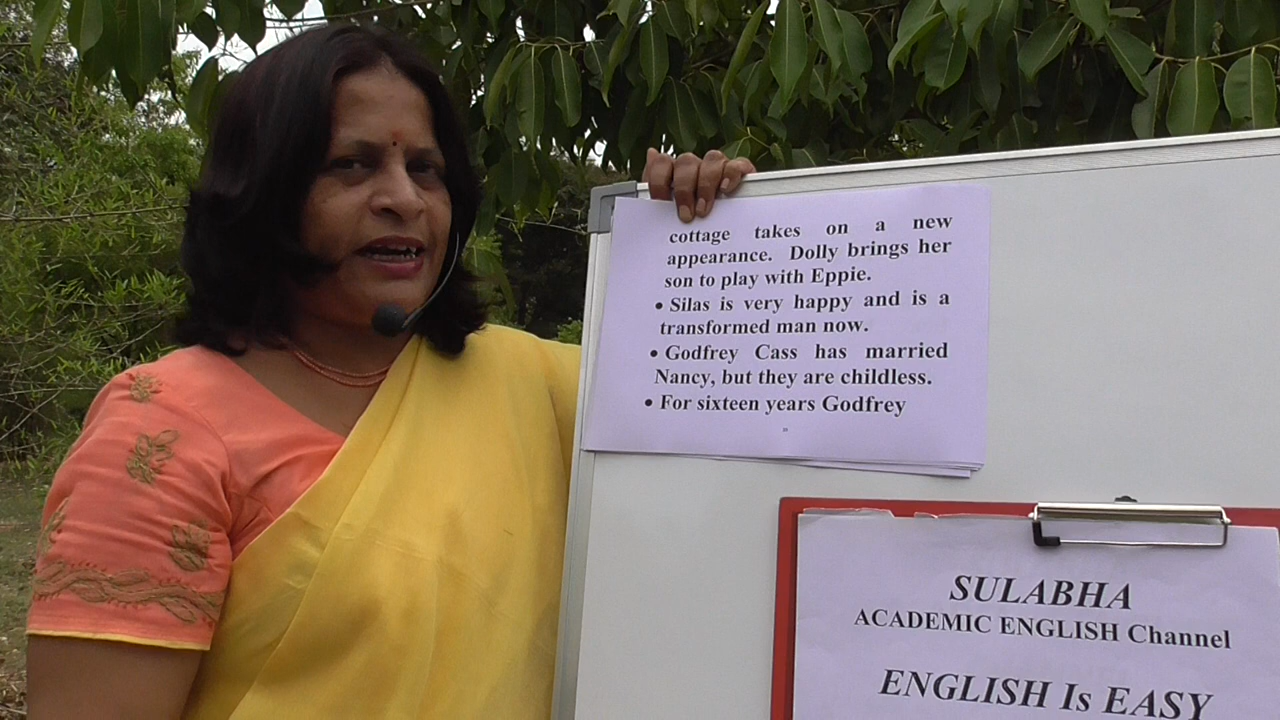 cottage takes on a new
appearance. Dolly brings her
son to play with Eppie.
• Silas is very happy and is a
transformed man now.
• Godfrey Cass has married
Nancy, but they are childless.
• For sixteen years Godfrey
SULABHA
ACADEMIC ENGLISH Channel
ENGLISH Is EASY